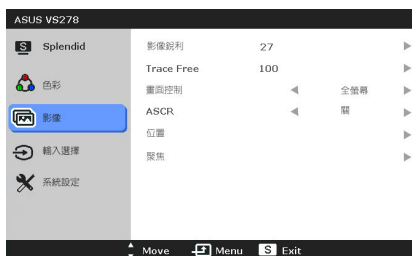 ASUS VS278
S Splendid
色彩
影像
輸入選擇
系統設定
影像銳利 27
Trace Free 100
畫面控制 全螢幕
ASCR 關
位置
聚焦
Move Menu S Exit